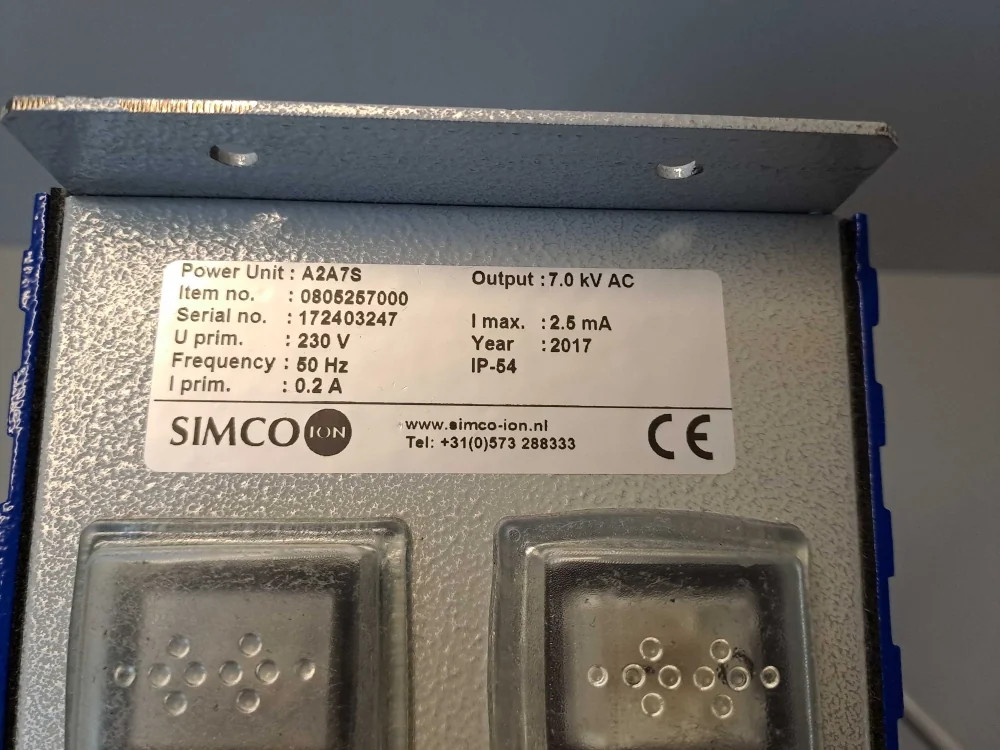 Power Unit : A2A7S
Item no. : 0805257000
Serial no. : 172403247
U prim. : 230 V
Frequency : 50 Hz
I prim. : 0.2 A
Output : 7.0 kV AC
I max. : 2.5 mA
Year : 2017
IP-54
SIMCO ION
www.simco-ion.nl
Tel: +31(0)573 288333
CE